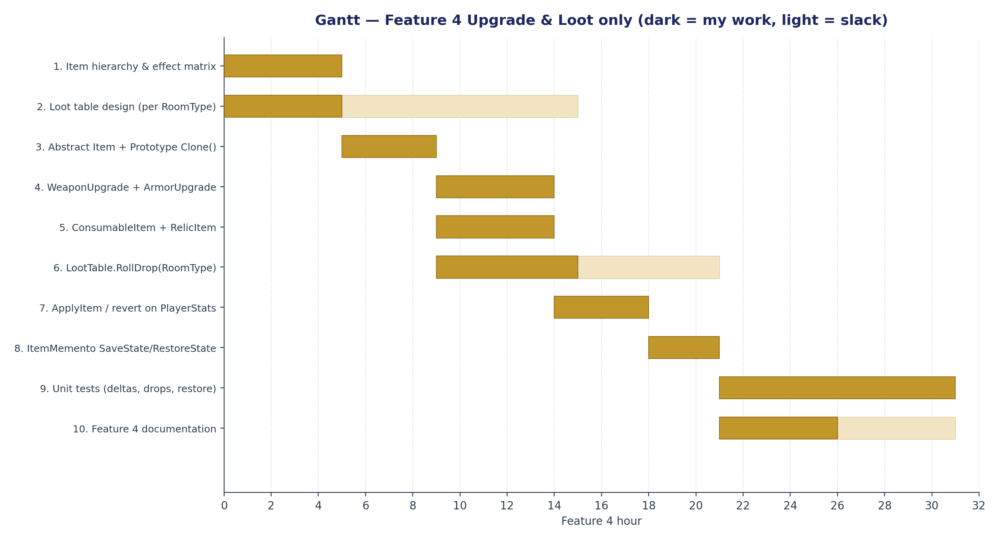 Gantt — Feature 4 Upgrade & Loot only (dark = my work, light = slack)
1. Item hierarchy & effect matrix
2. Loot table design (per RoomType)
3. Abstract Item + Prototype Clone()
4. WeaponUpgrade + ArmorUpgrade
5. ConsumableItem + RelicItem
6. LootTable.RollDrop(RoomType)
7. ApplyItem / revert on PlayerStats
8. ItemMemento SaveState/RestoreState
9. Unit tests (deltas, drops, restore)
10. Feature 4 documentation
0 2 4 6 8 10 12 14 16 18 20 22 24 26 28 30 32
Feature 4 hour